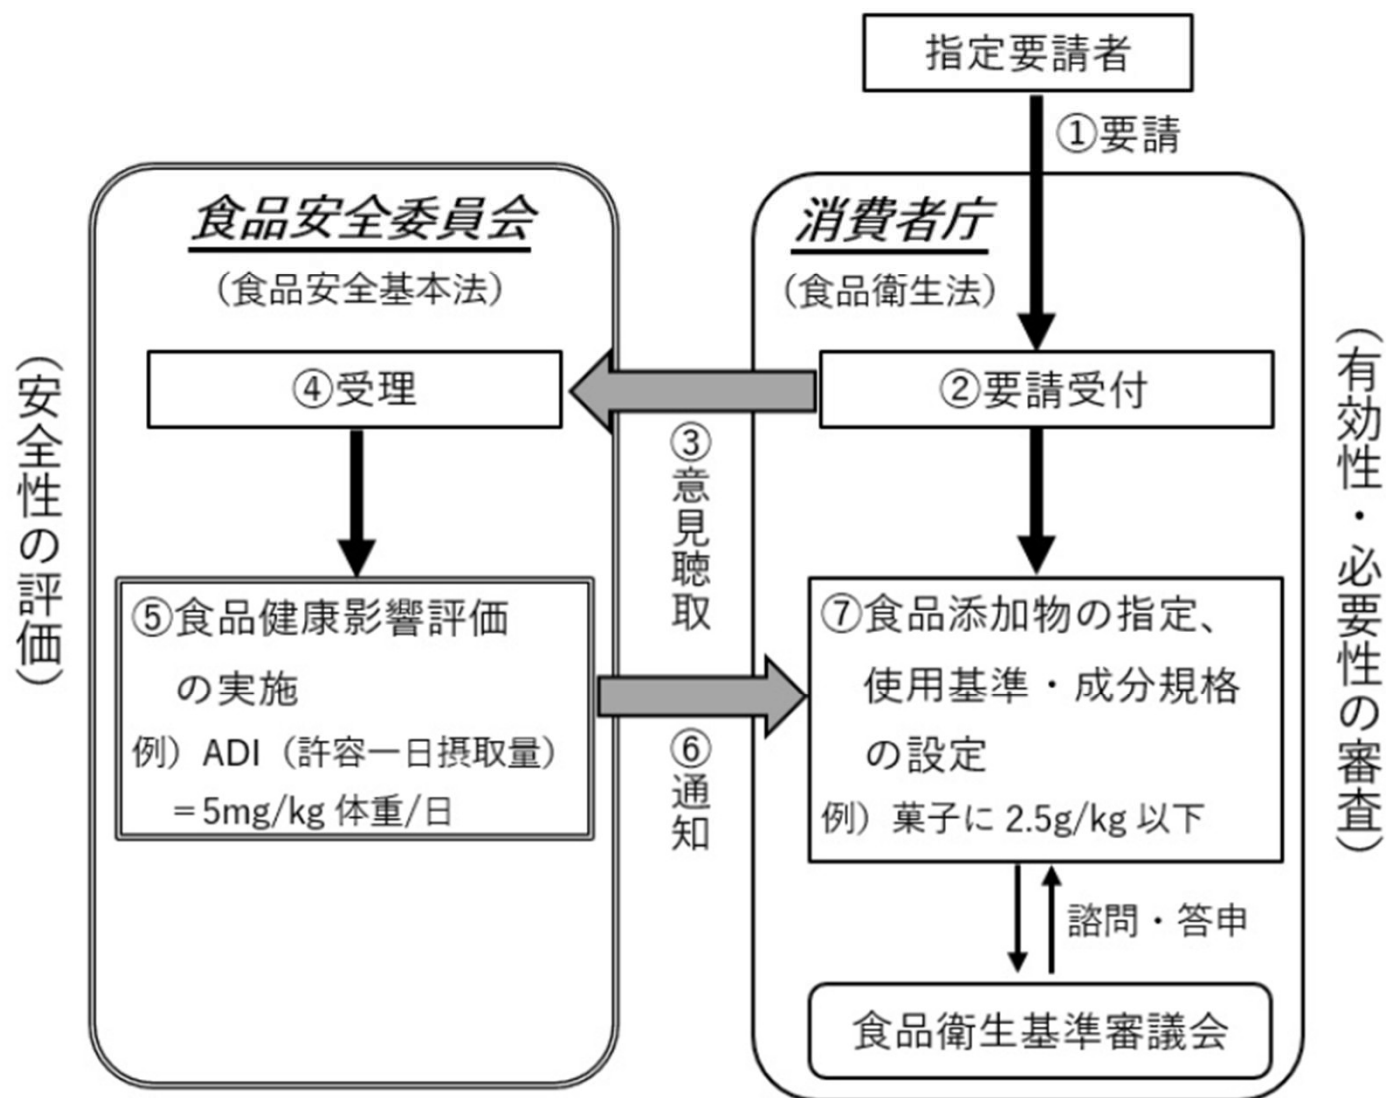 指定要請者
①要請
食品安全委員会
（食品安全基本法）
消費者庁
（食品衛生法）
（安全性の評価）
④受理
③意見聴取
②要請受付
（有効性・必要性の審査）
⑤食品健康影響評価
の実施
例）ADI（許容一日摂取量）
＝5mg/kg 体重/日
⑥通知
⑦食品添加物の指定、
使用基準・成分規格
の設定
例）菓子に 2.5g/kg 以下
諮問・答申
食品衛生基準審議会